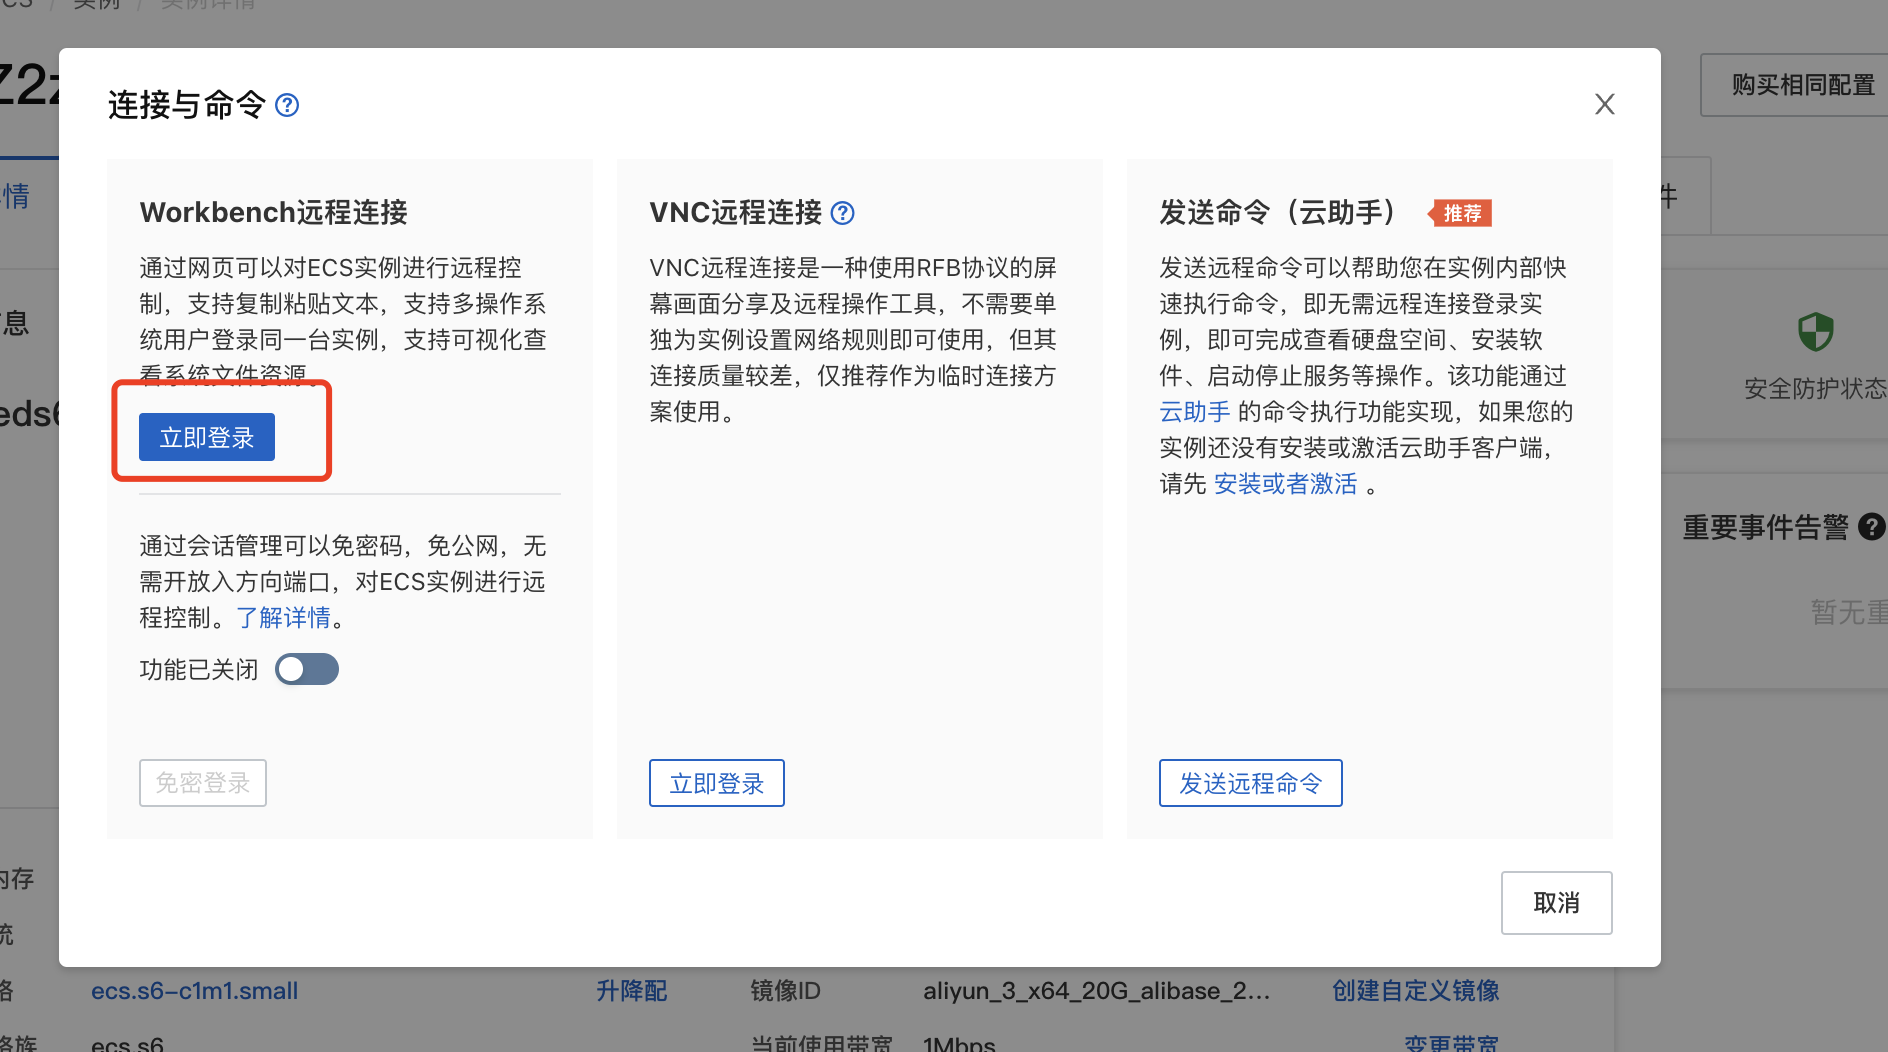 实例 / 实例详情
购买相同配置
连接与命令
Workbench远程连接
通过网页可以对ECS实例进行远程控
制，支持复制粘贴文本，支持多操作系
统用户登录同一台实例，支持可视化查
看系统文件资源。
立即登录
通过会话管理可以免密码，免公网，无
需开放入方向端口，对ECS实例进行远
程控制。了解详情。
功能已关闭
免密登录
VNC远程连接
VNC远程连接是一种使用RFB协议的屏
幕画面分享及远程操作工具，不需要单
独为实例设置网络规则即可使用，但其
连接质量较差，仅推荐作为临时连接方
案使用。
立即登录
发送命令（云助手） 推荐
发送远程命令可以帮助您在实例内部快
速执行命令，即无需远程连接登录实
例，即可完成查看硬盘空间、安装软
件、启动停止服务等操作。该功能通过
云助手 的命令执行功能实现，如果您的
实例还没有安装或激活云助手客户端，
请先 安装或者激活 。
发送远程命令
取消
情
件
息
安全防护状态
eds6
重要事件告警
暂无重
内存
统
格 ecs.s6-c1m1.small 升降配 镜像ID aliyun_3_x64_20G_alibase_2... 创建自定义镜像
格族 ecs.s6 当前使用带宽 1Mbps 变更带宽